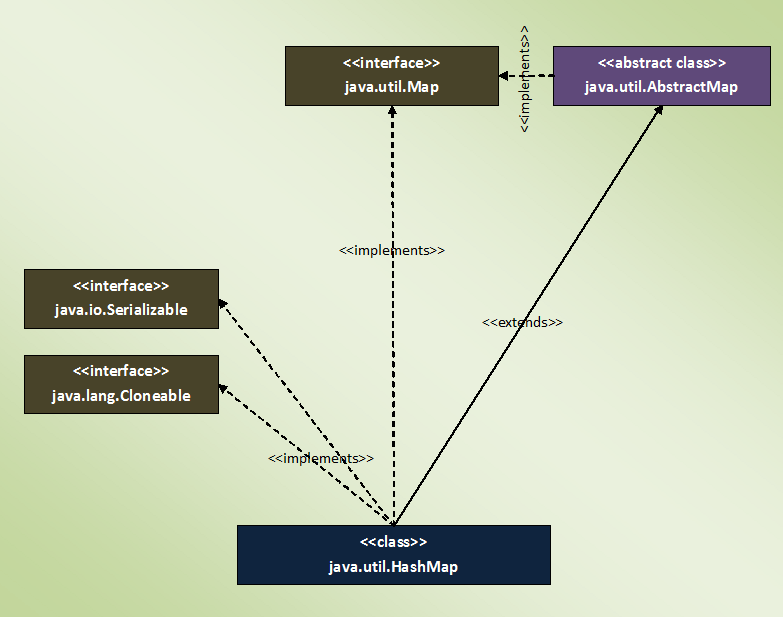 <<interface>>
java.util.Map
<<implements>>
<<abstract class>>
java.util.AbstractMap
<<implements>>
<<interface>>
java.io.Serializable
<<extends>>
<<interface>>
java.lang.Cloneable
<<implements>>
<<class>>
java.util.HashMap